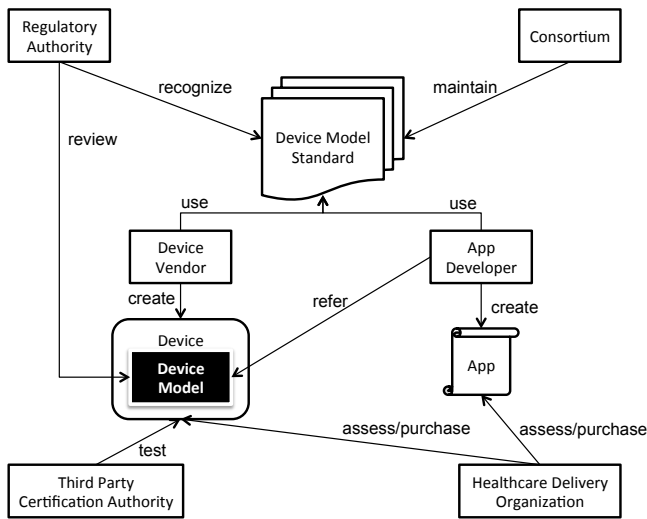 Regulatory
Authority
Consortium
recognize
maintain
review
Device Model
Standard
use
use
Device
Vendor
App
Developer
create
refer
create
Device
Device
Model
App
assess/purchase
assess/purchase
test
Third Party
Certification Authority
Healthcare Delivery
Organization